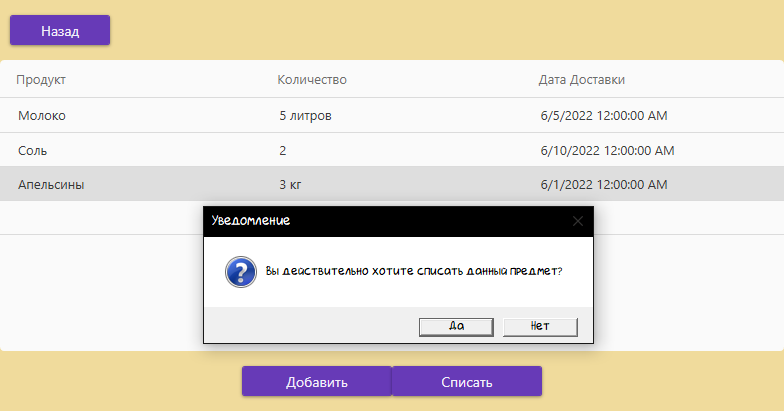 Назад
Продукт Количество Дата Доставки
Молоко 5 литров 6/5/2022 12:00:00 AM
Соль 2 6/10/2022 12:00:00 AM
Апельсины 3 кг 6/1/2022 12:00:00 AM
Уведомление
Вы действительно хотите списать данный предмет?
Да Нет
Добавить Списать